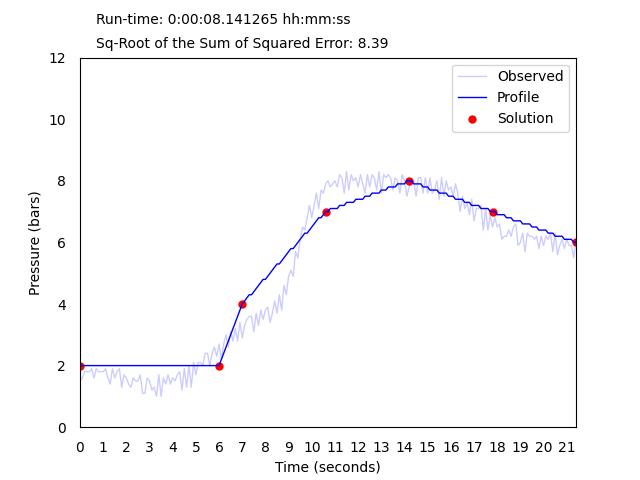 Run-time: 0:00:08.141265 hh:mm:ss
Sq-Root of the Sum of Squared Error: 8.39
12
10
8
6
4
2
0
Pressure (bars)
Observed
Profile
Solution
0 1 2 3 4 5 6 7 8 9 10 11 12 13 14 15 16 17 18 19 20 21
Time (seconds)